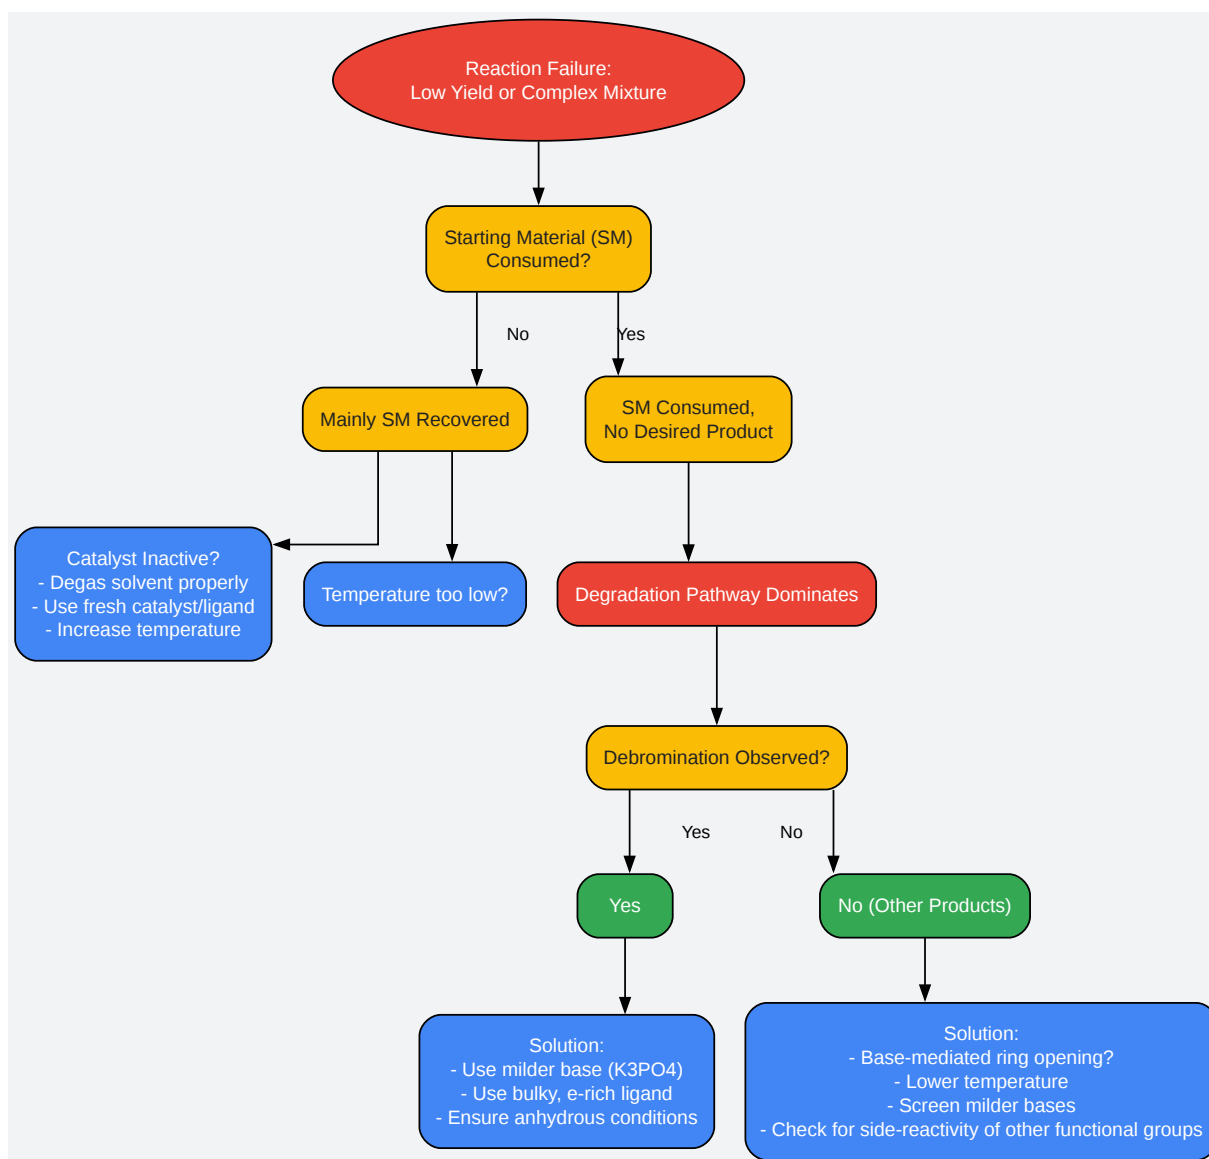 Reaction Failure:
Low Yield or Complex Mixture
Starting Material (SM)
Consumed?
No
Yes
Mainly SM Recovered
SM Consumed,
No Desired Product
Catalyst Inactive?
- Degas solvent properly
- Use fresh catalyst/ligand
- Increase temperature
Temperature too low?
Degradation Pathway Dominates
Debromination Observed?
Yes
No
Yes
No (Other Products)
Solution:
- Use milder base (K3PO4)
- Use bulky, e-rich ligand
- Ensure anhydrous conditions
Solution:
- Base-mediated ring opening?
- Lower temperature
- Screen milder bases
- Check for side-reactivity of other functional groups